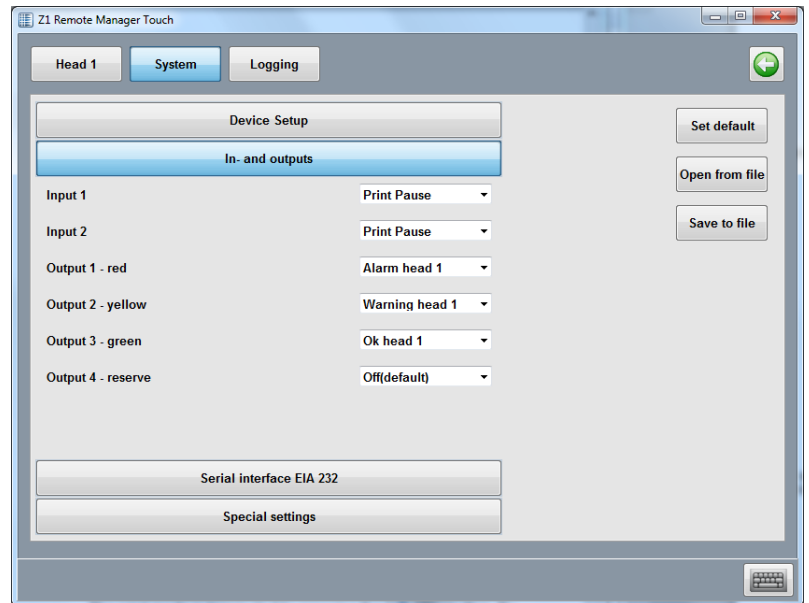 Z1 Remote Manager Touch
Head 1 System Logging
Device Setup
Set default
In- and outputs
Open from file
Input 1 Print Pause
Save to file
Input 2 Print Pause
Output 1 - red Alarm head 1
Output 2 - yellow Warning head 1
Output 3 - green Ok head 1
Output 4 - reserve Off(default)
Serial interface EIA 232
Special settings